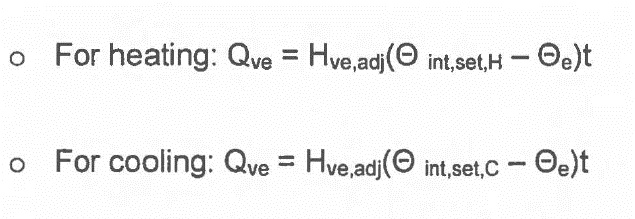 o For heating: Qve = Hve,adj(Θ int,set,H – Θe)t
o For cooling: Qve = Hve,adj(Θ int,set,C – Θe)t